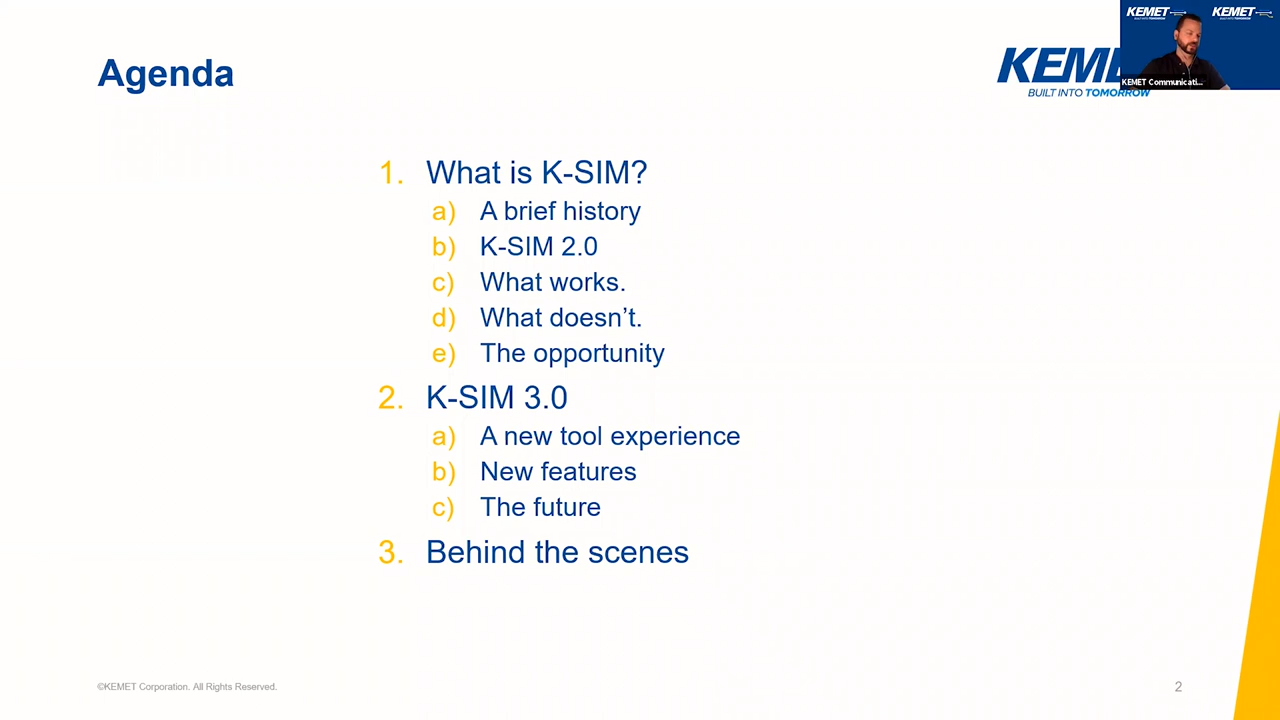 Agenda
KEMET
BUILT INTO TOMORROW
KEMET
KEMET
KEMET Communicati...
1. What is K-SIM?
a) A brief history
b) K-SIM 2.0
c) What works.
d) What doesn’t.
e) The opportunity
2. K-SIM 3.0
a) A new tool experience
b) New features
c) The future
3. Behind the scenes
©KEMET Corporation. All Rights Reserved.
2